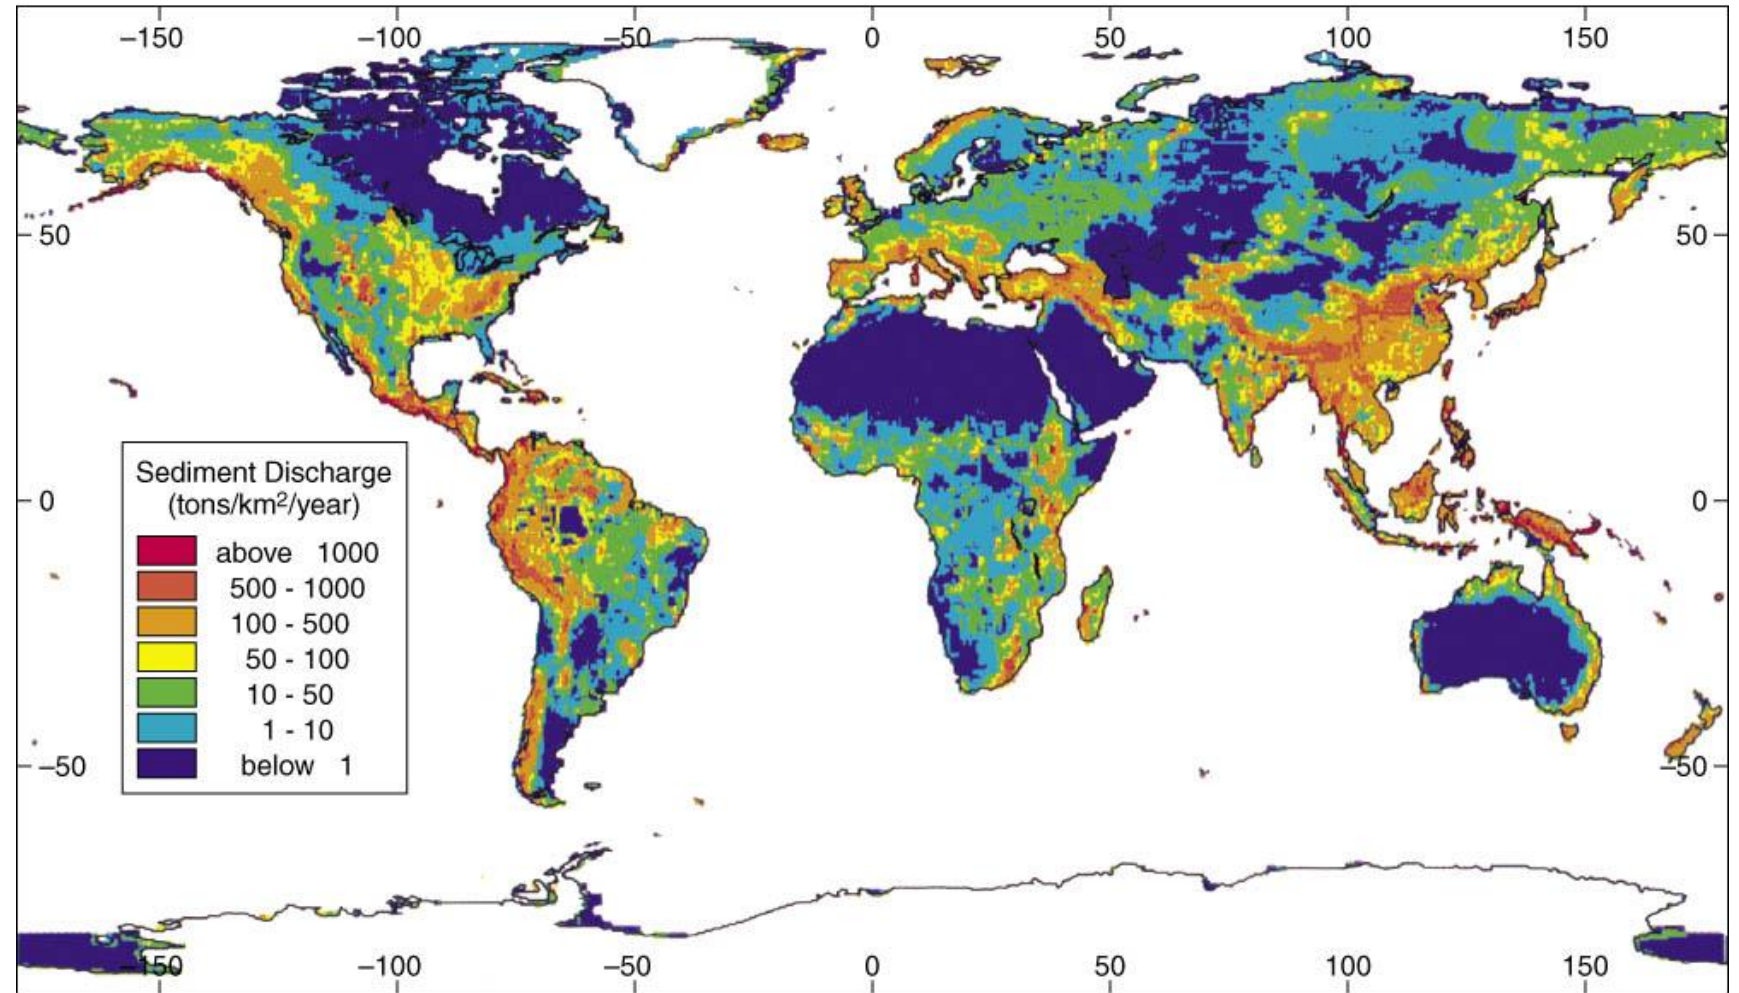 −150 −100 −50 0 50 100 150
50 50
Sediment Discharge
(tons/km²/year)
0 0
above 1000
500 - 1000
100 - 500
50 - 100
10 - 50
1 - 10
below 1
−50 −50
−150 −100 −50 0 50 100 150